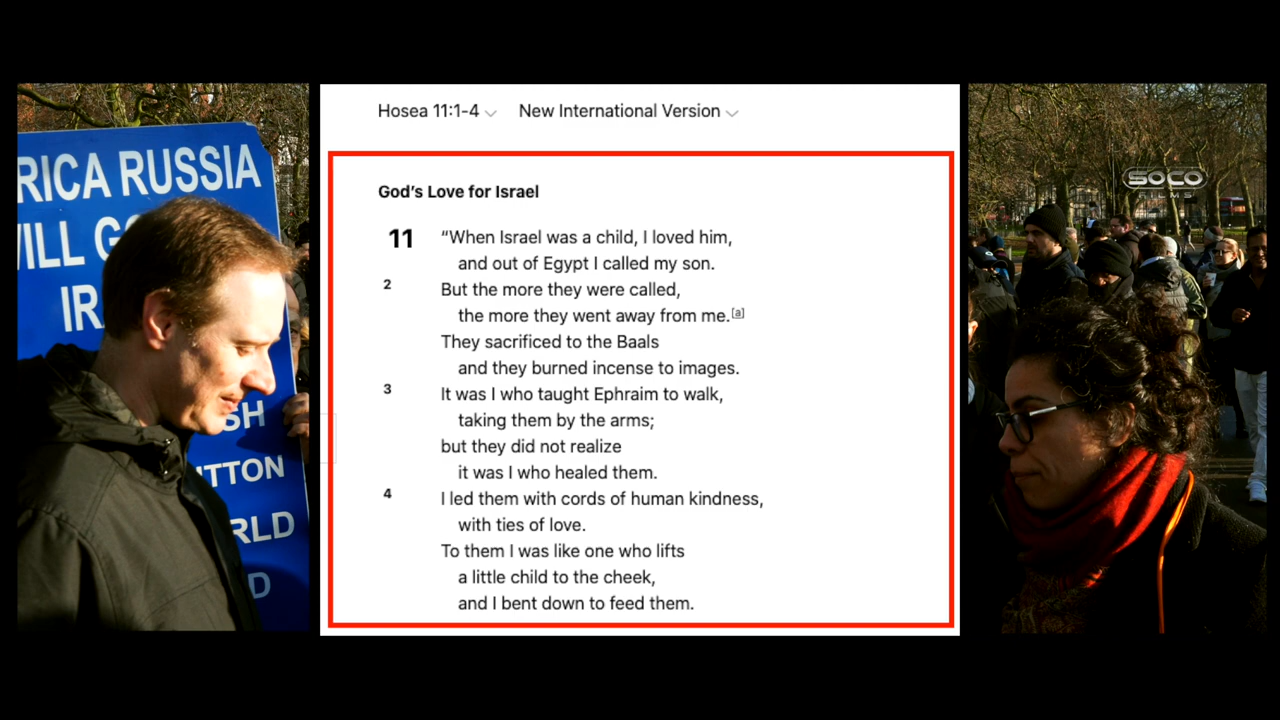 RICA RUSSIA
IR
SH
ITTON
RLD
D
Hosea 11:1-4 New International Version
God's Love for Israel
11 "When Israel was a child, I loved him,
and out of Egypt I called my son.
2 But the more they were called,
the more they went away from me.[a]
They sacrificed to the Baals
and they burned incense to images.
3 It was I who taught Ephraim to walk,
taking them by the arms;
but they did not realize
it was I who healed them.
4 I led them with cords of human kindness,
with ties of love.
To them I was like one who lifts
a little child to the cheek,
and I bent down to feed them.
SOCO
FILMS